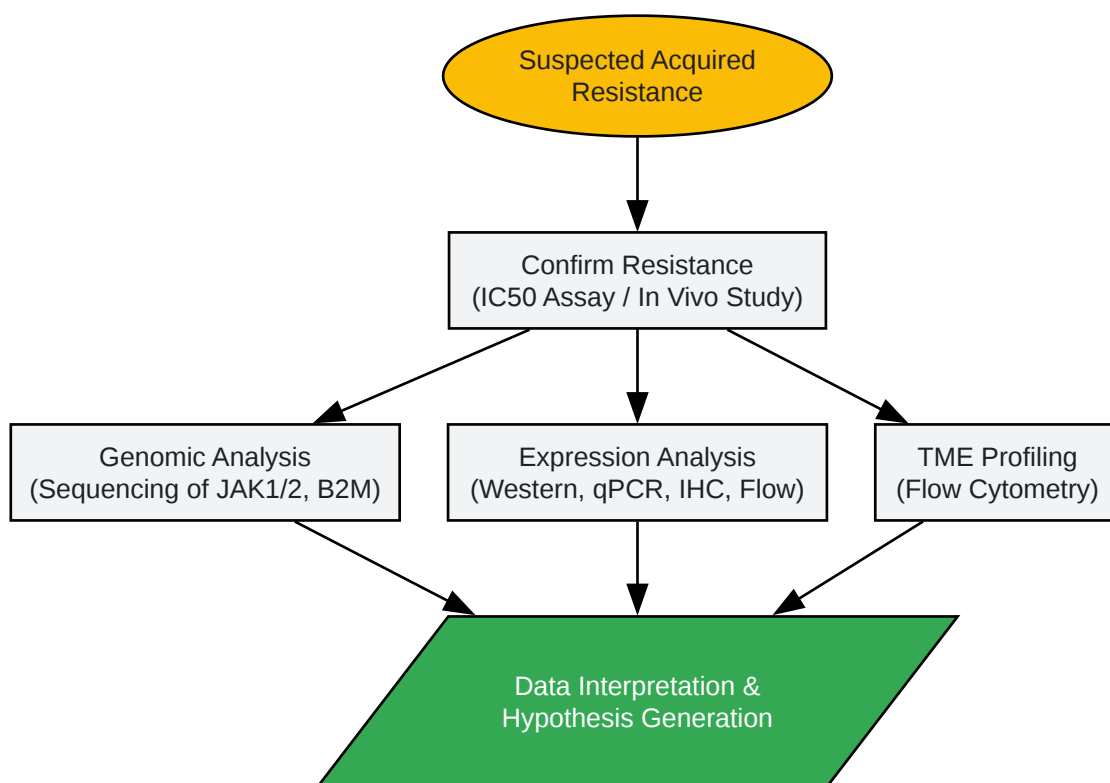 Suspected Acquired
Resistance
Confirm Resistance
(IC50 Assay / In Vivo Study)
Genomic Analysis
(Sequencing of JAK1/2, B2M)
Expression Analysis
(Western, qPCR, IHC, Flow)
TME Profiling
(Flow Cytometry)
Data Interpretation &
Hypothesis Generation